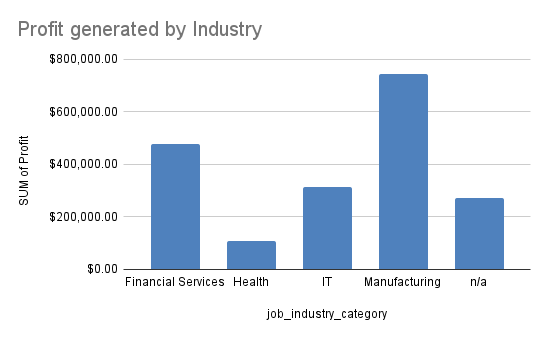 Profit generated by Industry
SUM of Profit
$800,000.00
$600,000.00
$400,000.00
$200,000.00
$0.00
Financial Services Health IT Manufacturing n/a
job_industry_category